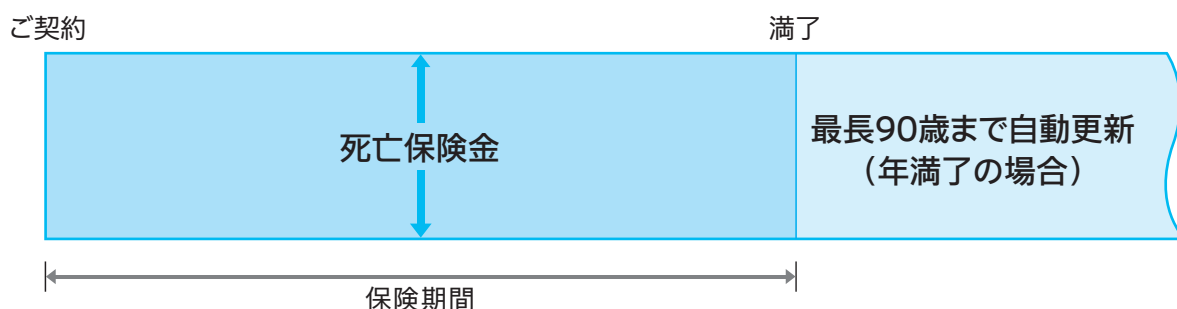 ご契約
満了
死亡保険金
最長90歳まで自動更新
（年満了の場合）
保険期間